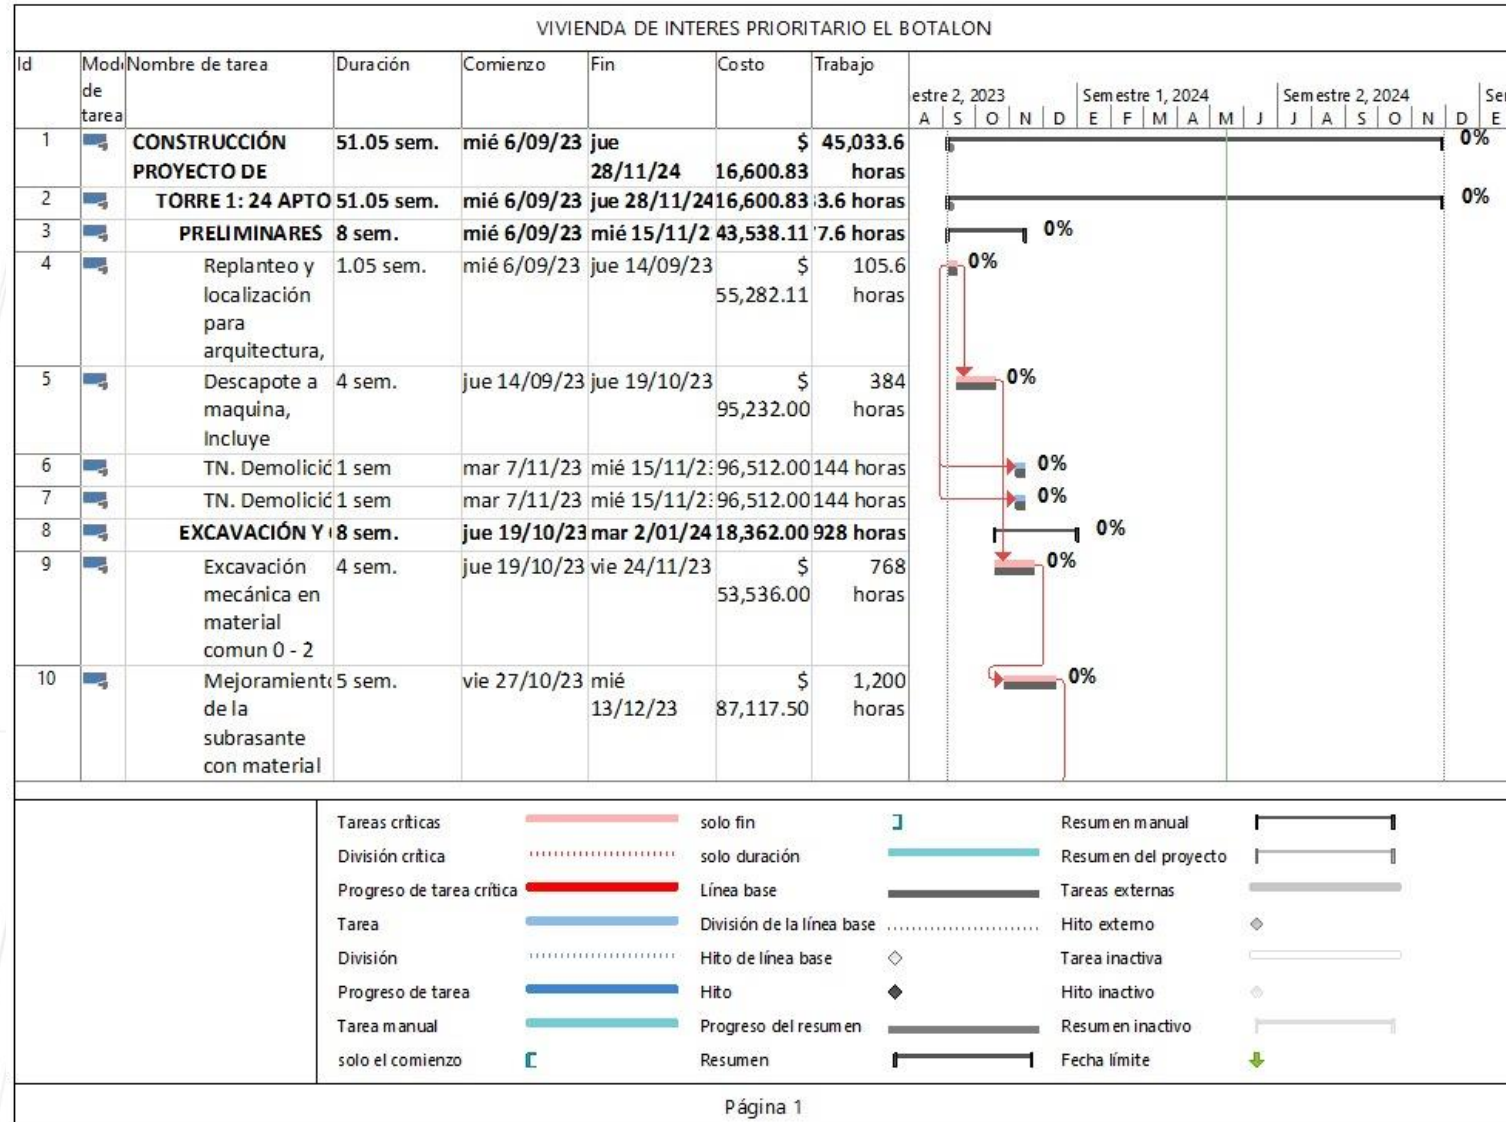 VIVIENDA DE INTERES PRIORITARIO EL BOTALON
Id
Modo
de
tarea
Nombre de tarea
Duración
Comienzo
Fin
Costo
Trabajo
estre 2, 2023
Semestre 1, 2024
Semestre 2, 2024
Se
A S O N D E F M A M J J A S O N D E
1
CONSTRUCCIÓN
PROYECTO DE
51.05 sem.
mié 6/09/23
jue
28/11/24
$
16,600.83
45,033.6
horas
0%
2
TORRE 1: 24 APTO
51.05 sem.
mié 6/09/23
jue 28/11/24
16,600.83
3.6 horas
0%
3
PRELIMINARES
8 sem.
mié 6/09/23
mié 15/11/2
43,538.11
7.6 horas
0%
4
Replanteo y
localización
para
arquitectura,
1.05 sem.
mié 6/09/23
jue 14/09/23
$
55,282.11
105.6
horas
0%
5
Descapote a
maquina,
Incluye
4 sem.
jue 14/09/23
jue 19/10/23
$
95,232.00
384
horas
0%
6
TN. Demolició
1 sem
mar 7/11/23
mié 15/11/2
96,512.00
144 horas
0%
7
TN. Demolició
1 sem
mar 7/11/23
mié 15/11/2
96,512.00
144 horas
0%
8
EXCAVACIÓN Y
8 sem.
jue 19/10/23
mar 2/01/24
18,362.00
928 horas
0%
9
Excavación
mecánica en
material
comun 0 - 2
4 sem.
jue 19/10/23
vie 24/11/23
$
53,536.00
768
horas
0%
10
Mejoramiento
de la
subrasante
con material
5 sem.
vie 27/10/23
mié
13/12/23
$
87,117.50
1,200
horas
0%
Tareas críticas
División crítica
Progreso de tarea crítica
Tarea
División
Progreso de tarea
Tarea manual
solo el comienzo
solo fin
solo duración
Línea base
División de la línea base
Hito de línea base
Hito
Progreso del resumen
Resumen
Resumen manual
Resumen del proyecto
Tareas externas
Hito externo
Tarea inactiva
Hito inactivo
Resumen inactivo
Fecha límite
Página 1